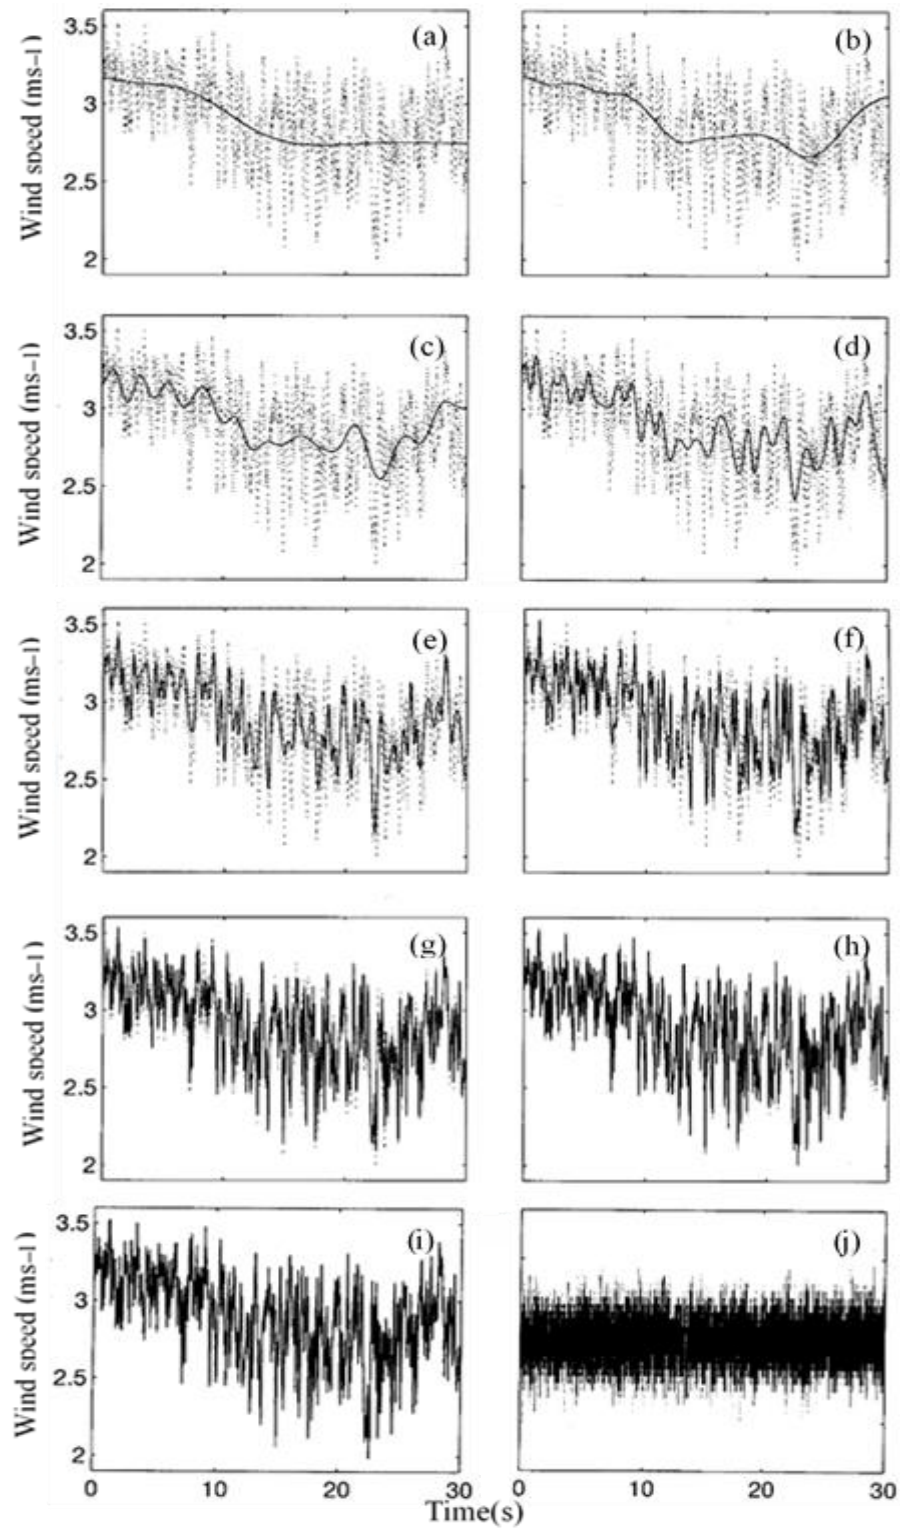 Wind speed (ms–1)
3.5
3
2.5
2
(a)
(b)
Wind speed (ms–1)
3.5
3
2.5
2
(c)
(d)
Wind speed (ms–1)
3.5
3
2.5
2
(e)
(f)
Wind speed (ms–1)
3.5
3
2.5
2
(g)
(h)
Wind speed (ms–1)
3.5
3
2.5
2
(i)
(j)
0 10 20 30 0 10 20 30
Time(s)